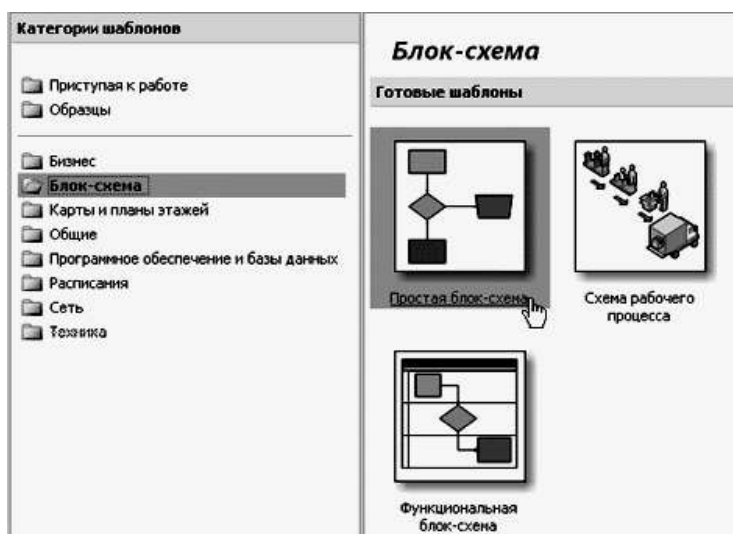 Категории шаблонов
Приступая к работе
Образцы
Бизнес
Блок-схема
Карты и планы этажей
Общие
Программное обеспечение и базы данных
Расписания
Сеть
Техника
Блок-схема
Готовые шаблоны
Простая блок-схема
Схема рабочего
процесса
Функциональная
блок-схема